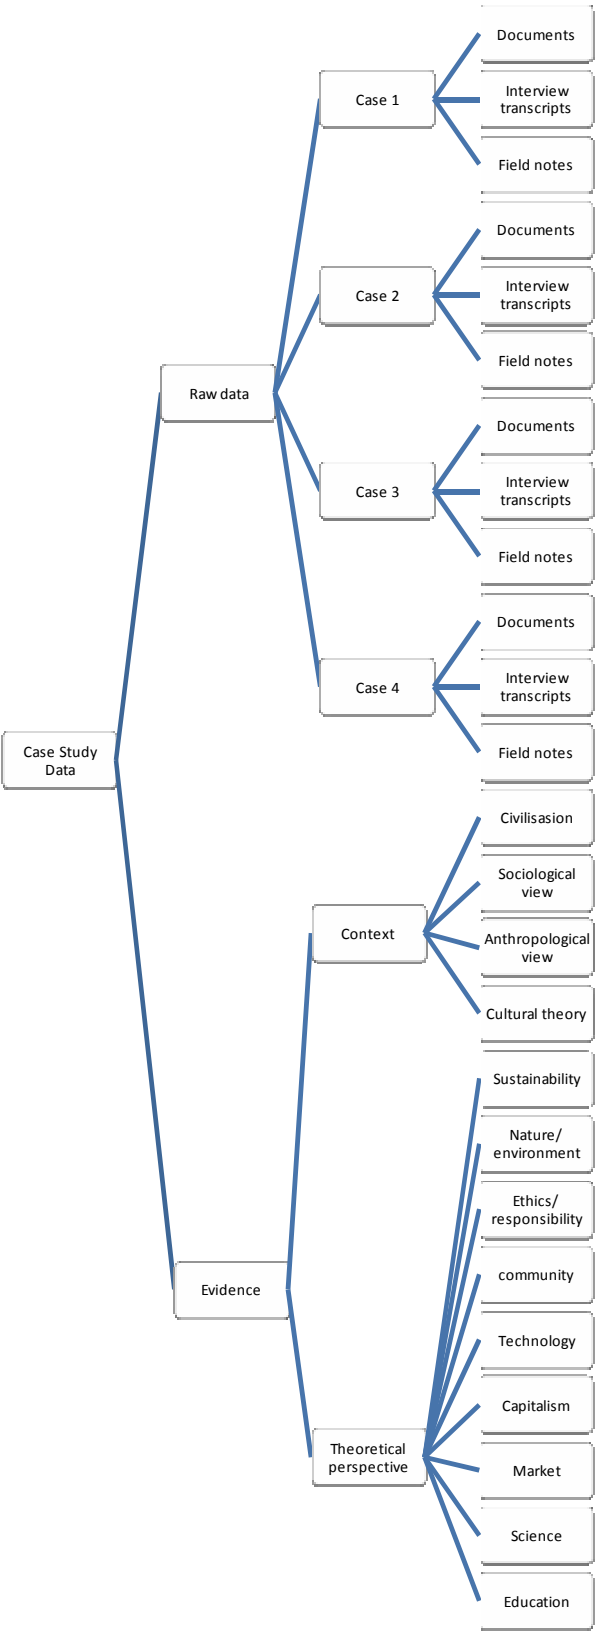 Documents
Case 1
Interview
transcripts
Field notes
Documents
Case 2
Interview
transcripts
Field notes
Raw data
Documents
Case 3
Interview
transcripts
Field notes
Documents
Case 4
Interview
transcripts
Field notes
Case Study
Data
Civilisasion
Sociological
view
Context
Anthropological
view
Cultural theory
Sustainability
Nature/
environment
Ethics/
responsibility
Evidence
community
Technology
Capitalism
Theoretical
perspective
Market
Science
Education